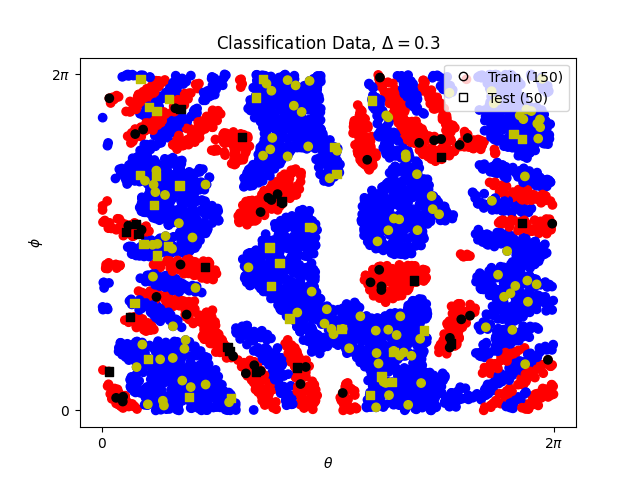 Classification Data, Δ = 0.3
2π
Train (150)
Test (50)
ϕ
0
0
2π
θ